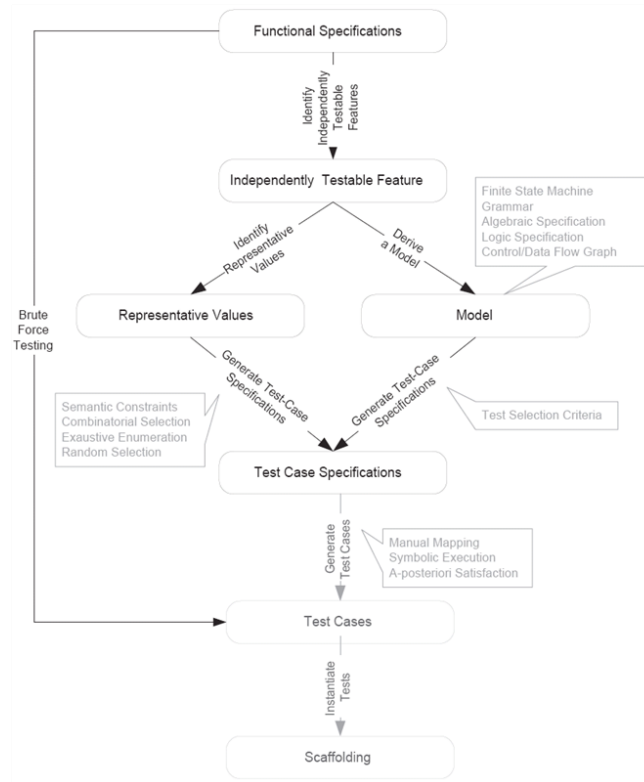 Functional Specifications
Identify
Independently
Testable
Features
Independently Testable Feature
Finite State Machine
Grammar
Algebraic Specification
Logic Specification
Control/Data Flow Graph
Identify
Representative
Values
Derive
a Model
Brute
Force
Testing
Representative Values
Model
Generate Test-Case
Specifications
Generate Test-Case
Specifications
Semantic Constraints
Combinatorial Selection
Exaustive Enumeration
Random Selection
Test Selection Criteria
Test Case Specifications
Generate
Test Cases
Manual Mapping
Symbolic Execution
A-posteriori Satisfaction
Test Cases
Instantiate
Tests
Scaffolding